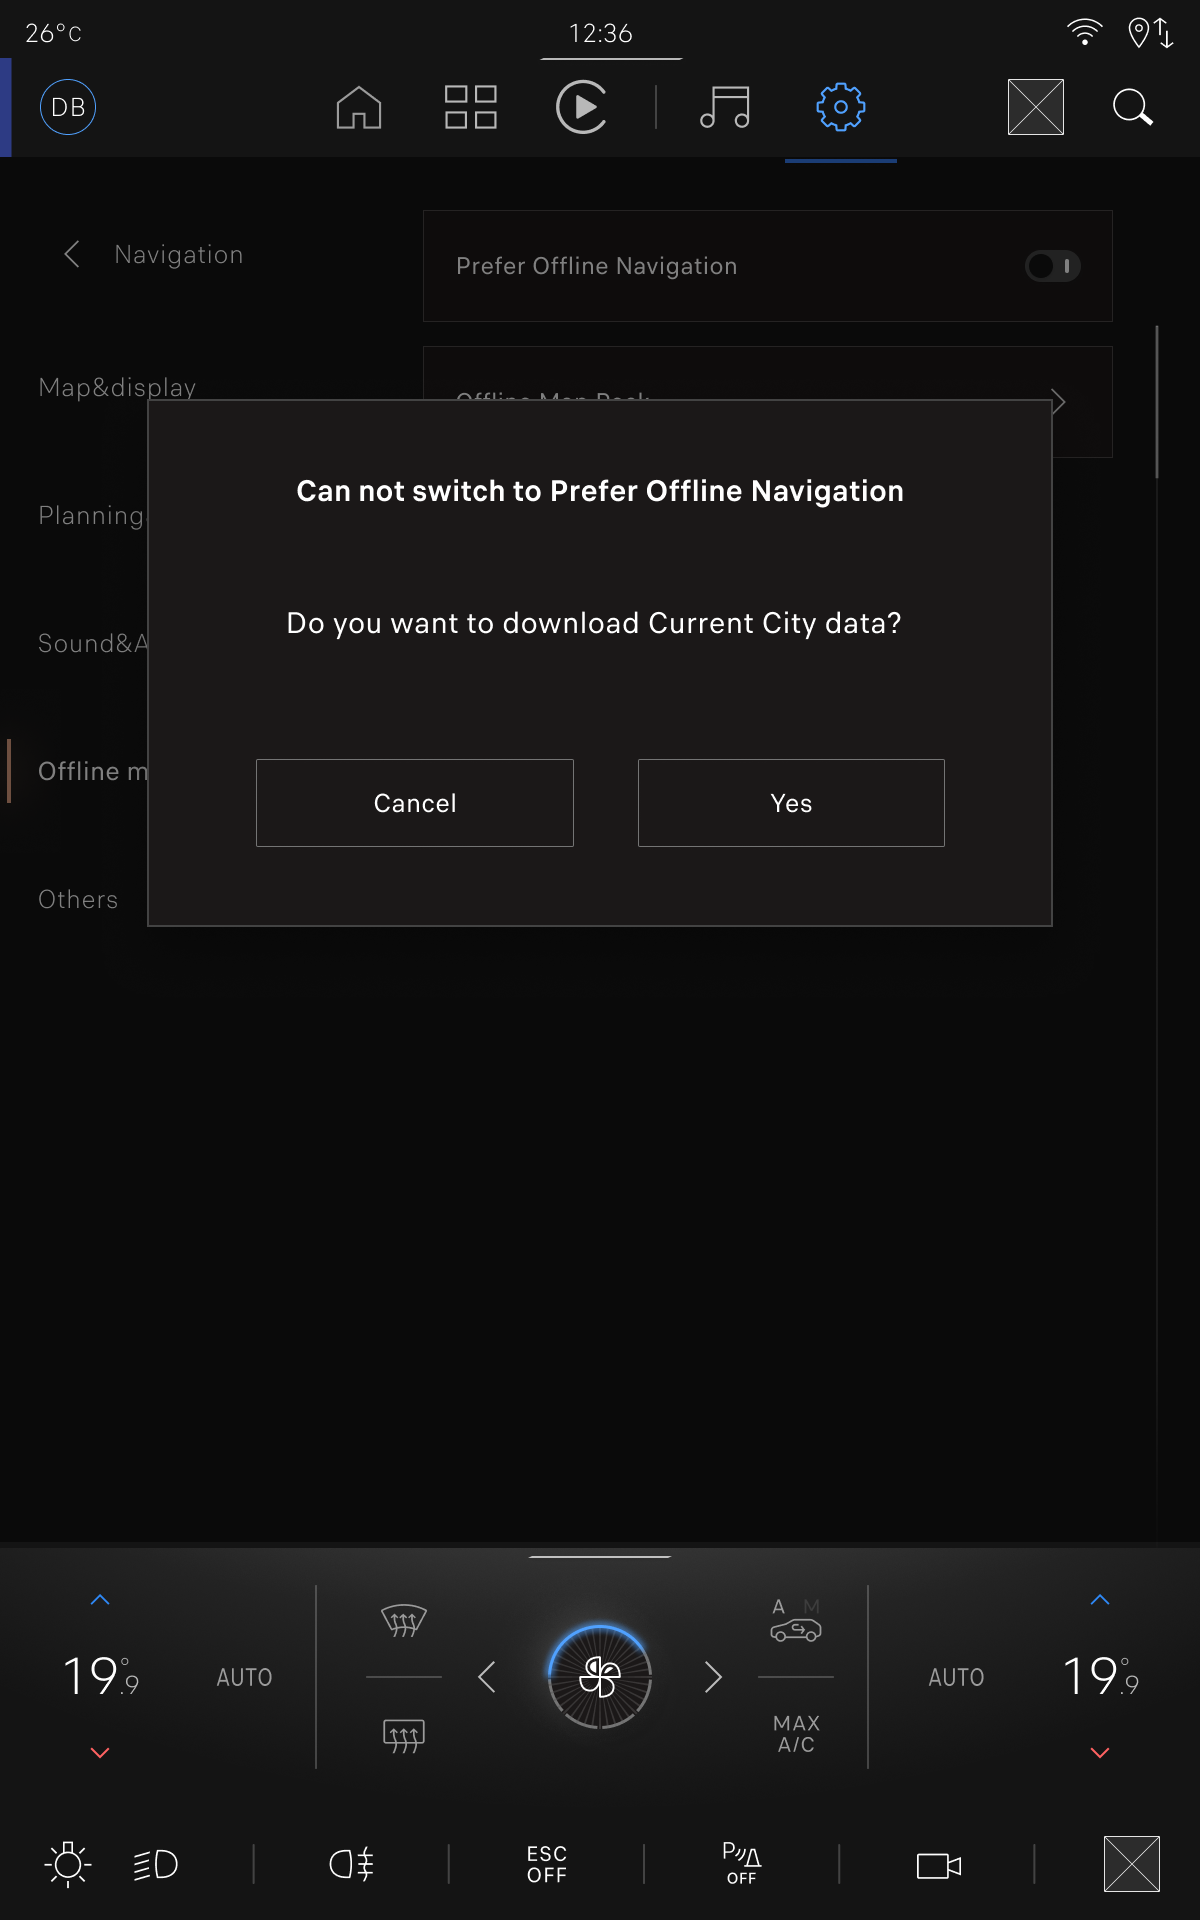 26°C
12:36
DB
Navigation
Prefer Offline Navigation
Map&display
Offline Map Pack
Can not switch to Prefer Offline Navigation
Planning
Do you want to download Current City data?
Sound&A
Offline m
Cancel
Yes
Others
A M
19°.9
AUTO
AUTO
19°.9
MAX
A/C
ESC
OFF
P
OFF